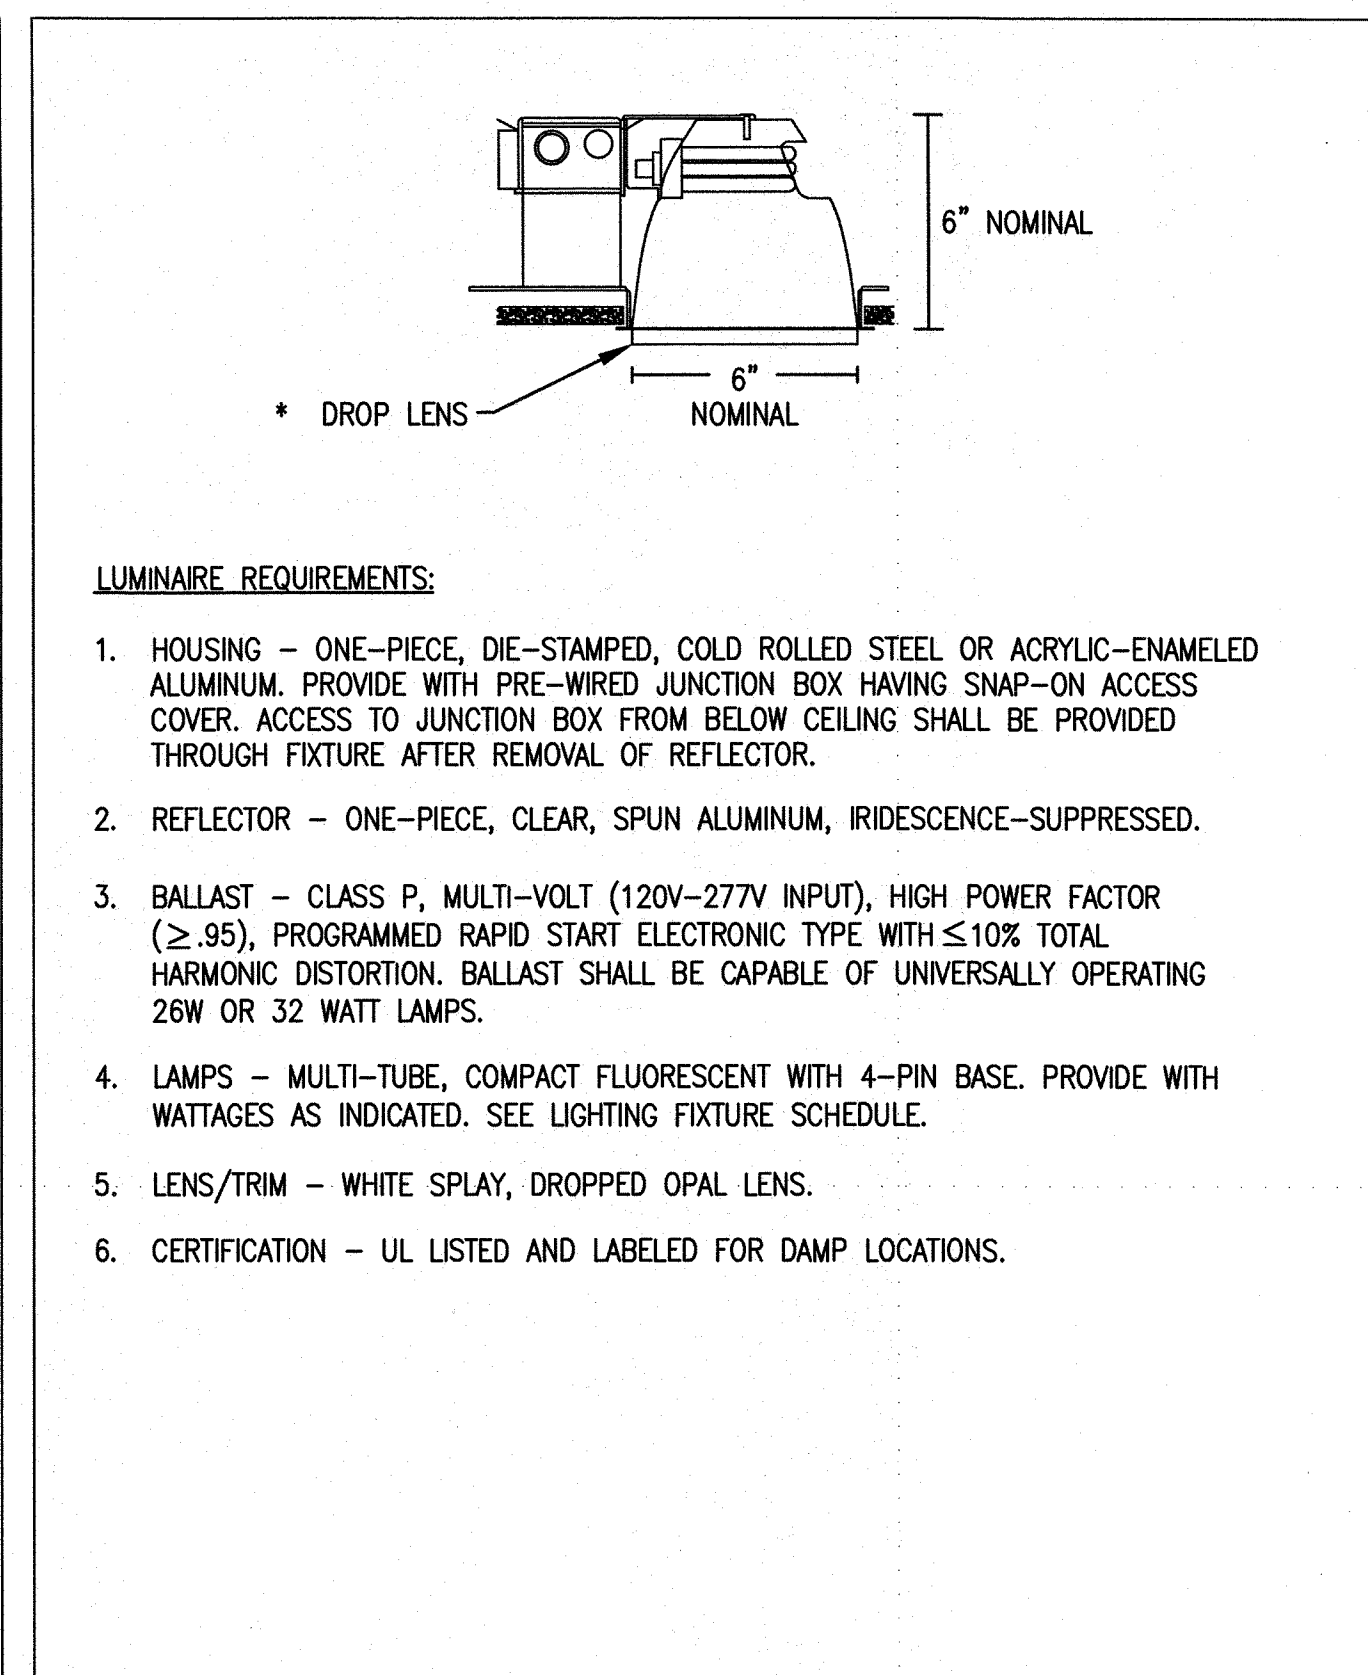 6" NOMINAL
6"
NOMINAL
* DROP LENS
LUMINAIRE REQUIREMENTS:
1. HOUSING – ONE–PIECE, DIE–STAMPED, COLD ROLLED STEEL OR ACRYLIC–ENAMELED
ALUMINUM. PROVIDE WITH PRE–WIRED JUNCTION BOX HAVING SNAP–ON ACCESS
COVER. ACCESS TO JUNCTION BOX FROM BELOW CEILING SHALL BE PROVIDED
THROUGH FIXTURE AFTER REMOVAL OF REFLECTOR.
2. REFLECTOR – ONE–PIECE, CLEAR, SPUN ALUMINUM, IRIDESCENCE–SUPPRESSED.
3. BALLAST – CLASS P, MULTI–VOLT (120V–277V INPUT), HIGH POWER FACTOR
(≥.95), PROGRAMMED RAPID START ELECTRONIC TYPE WITH ≤10% TOTAL
HARMONIC DISTORTION. BALLAST SHALL BE CAPABLE OF UNIVERSALLY OPERATING
26W OR 32 WATT LAMPS.
4. LAMPS – MULTI–TUBE, COMPACT FLUORESCENT WITH 4–PIN BASE. PROVIDE WITH
WATTAGES AS INDICATED. SEE LIGHTING FIXTURE SCHEDULE.
5. LENS/TRIM – WHITE SPLAY, DROPPED OPAL LENS.
6. CERTIFICATION – UL LISTED AND LABELED FOR DAMP LOCATIONS.